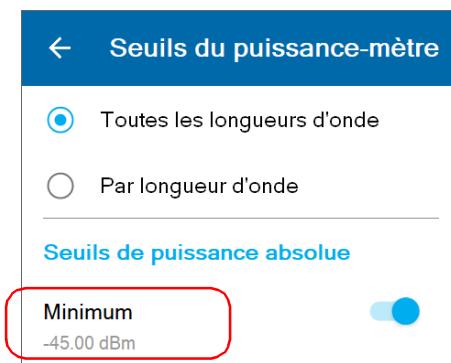 Seuils du puissance-mètre
Toutes les longueurs d'onde
Par longueur d'onde
Seuils de puissance absolue
Minimum
-45.00 dBm